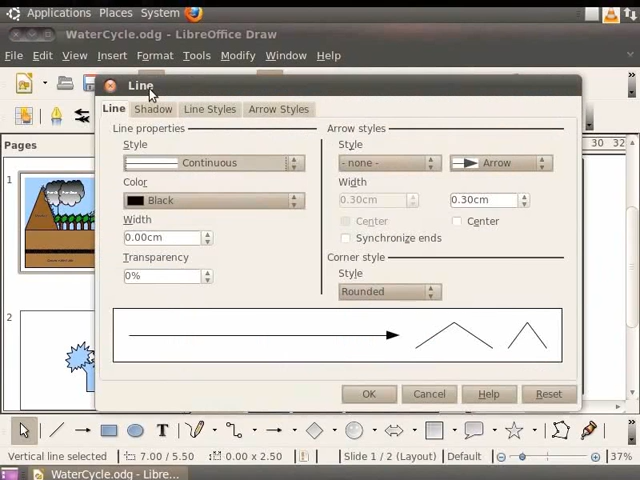 Applications Places System
WaterCycle.odg - LibreOffice Draw
File Edit View Insert Format Tools Modify Window Help
Line
Line Shadow Line Styles Arrow Styles
Line properties
Style
Continuous
Color
Black
Width
0.00cm
Transparency
0%
Arrow styles
Style
- none - Arrow
Width
0.30cm 0.30cm
Center Center
Synchronize ends
Corner style
Style
Rounded
OK Cancel Help Reset
Pages
1
2
30 32
T
Vertical line selected 7.00 / 5.50 0.00 x 2.50 Slide 1 / 2 (Layout) Default 37%
WaterCycle.odg - Libre...